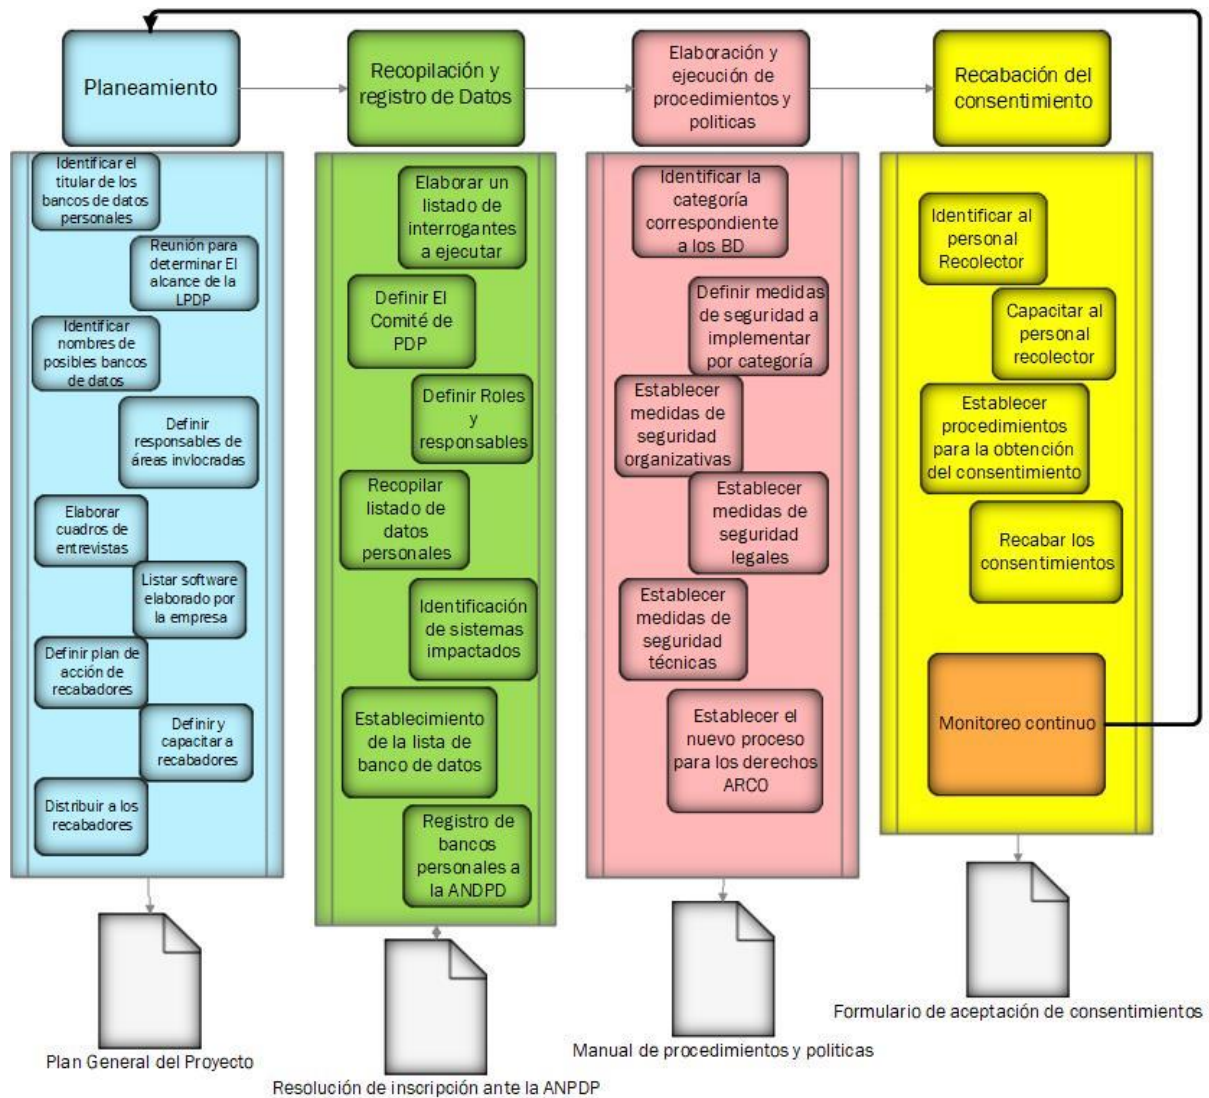 Planeamiento
Recopilación y
registro de Datos
Elaboración y
ejecución de
procedimientos y
politicas
Recabación del
consentimiento
Identificar el
titular de los
bancos de datos
personales
Reunión para
determinar El
alcance de la
LPDP
Identificar
nombres de
posibles bancos
de datos
Definir
responsables de
áreas invlocradas
Elaborar
cuadros de
entrevistas
Listar software
elaborado por
la empresa
Definir plan de
acción de
recabadores
Definir y
capacitar a
recabadores
Distribuir a los
recabadores
Elaborar un
listado de
interrogantes
a ejecutar
Definir El
Comité de
PDP
Definir Roles
y
responsables
Recopilar
listado de
datos
personales
Identificación
de sistemas
impactados
Establecimiento
de la lista de
banco de datos
Registro de
bancos
personales a
la ANDPD
Identificar la
categoría
correspondiente
a los BD
Definir medidas
de seguridad a
implementar
por categoría
Establecer
medidas de
seguridad
organizativas
Establecer
medidas de
seguridad
legales
Establecer
medidas de
seguridad
técnicas
Establecer el
nuevo proceso
para los derechos
ARCO
Identificar al
personal
Recolector
Capacitar al
personal
recolector
Establecer
procedimientos
para la obtención
del consentimiento
Recabar los
consentimientos
Monitoreo continuo
Plan General del Proyecto
Resolución de inscripción ante la ANPDP
Manual de procedimientos y politicas
Formulario de aceptación de consentimientos